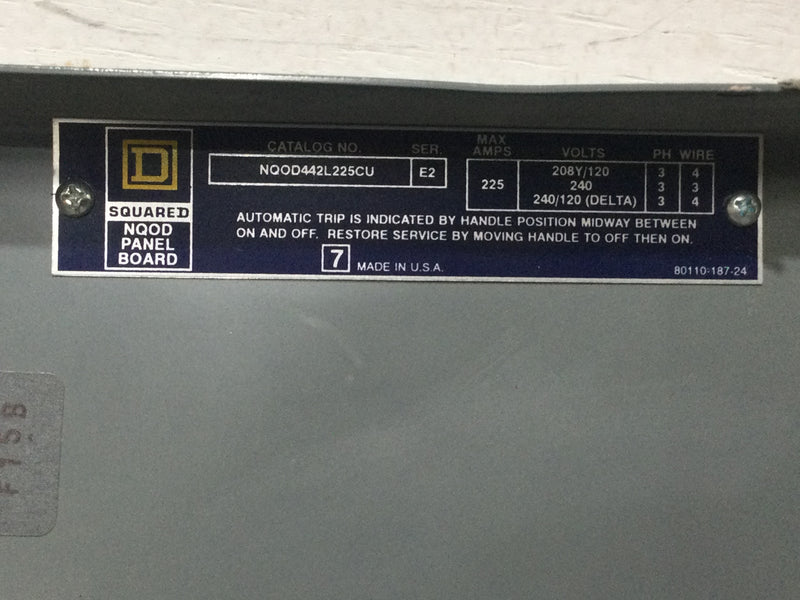 D
SQUARE D
NQOD
PANEL
BOARD
CATALOG NO. SER.
NQOD442L225CU E2
MAX
AMPS VOLTS PH WIRE
225
208Y/120 3 4
240 3 3
240/120 (DELTA) 3 4
AUTOMATIC TRIP IS INDICATED BY HANDLE POSITION MIDWAY BETWEEN
ON AND OFF. RESTORE SERVICE BY MOVING HANDLE TO OFF THEN ON.
7 MADE IN U.S.A.
80110-187-24